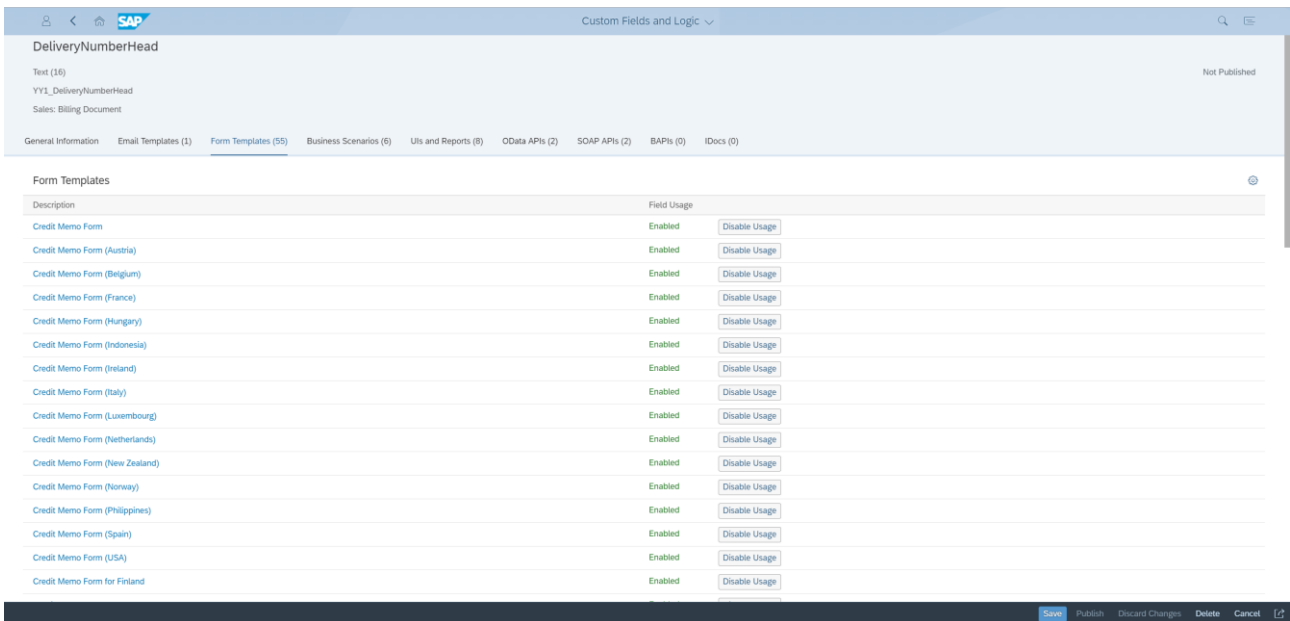 SAP Custom Fields and Logic
DeliveryNumberHead
Text (16) Not Published
YY1_DeliveryNumberHead
Sales: Billing Document
General Information Email Templates (1) Form Templates (55) Business Scenarios (6) UIs and Reports (8) OData APIs (2) SOAP APIs (2) BAPIs (0) IDocs (0)
Form Templates
Description Field Usage
Credit Memo Form Enabled Disable Usage
Credit Memo Form (Austria) Enabled Disable Usage
Credit Memo Form (Belgium) Enabled Disable Usage
Credit Memo Form (France) Enabled Disable Usage
Credit Memo Form (Hungary) Enabled Disable Usage
Credit Memo Form (Indonesia) Enabled Disable Usage
Credit Memo Form (Ireland) Enabled Disable Usage
Credit Memo Form (Italy) Enabled Disable Usage
Credit Memo Form (Luxembourg) Enabled Disable Usage
Credit Memo Form (Netherlands) Enabled Disable Usage
Credit Memo Form (New Zealand) Enabled Disable Usage
Credit Memo Form (Norway) Enabled Disable Usage
Credit Memo Form (Philippines) Enabled Disable Usage
Credit Memo Form (Spain) Enabled Disable Usage
Credit Memo Form (USA) Enabled Disable Usage
Credit Memo Form for Finland Enabled Disable Usage
Save Publish Discard Changes Delete Cancel